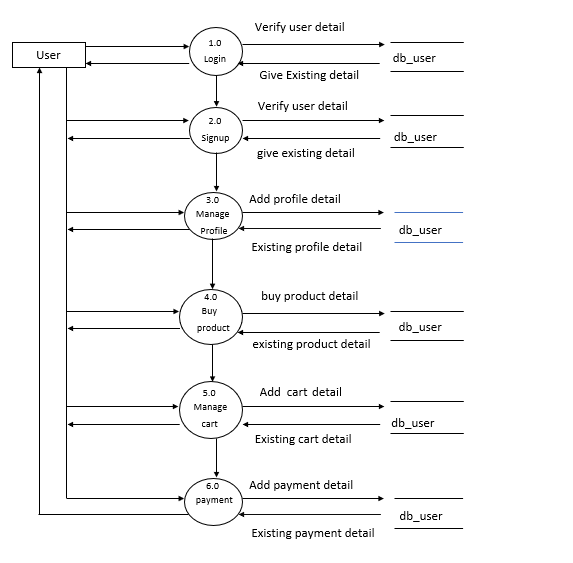 User
1.0
Login
Verify user detail
Give Existing detail
db_user
2.0
Signup
Verify user detail
give existing detail
db_user
3.0
Manage
Profile
Add profile detail
Existing profile detail
db_user
4.0
Buy
product
buy product detail
existing product detail
db_user
5.0
Manage
cart
Add cart detail
Existing cart detail
db_user
6.0
payment
Add payment detail
Existing payment detail
db_user